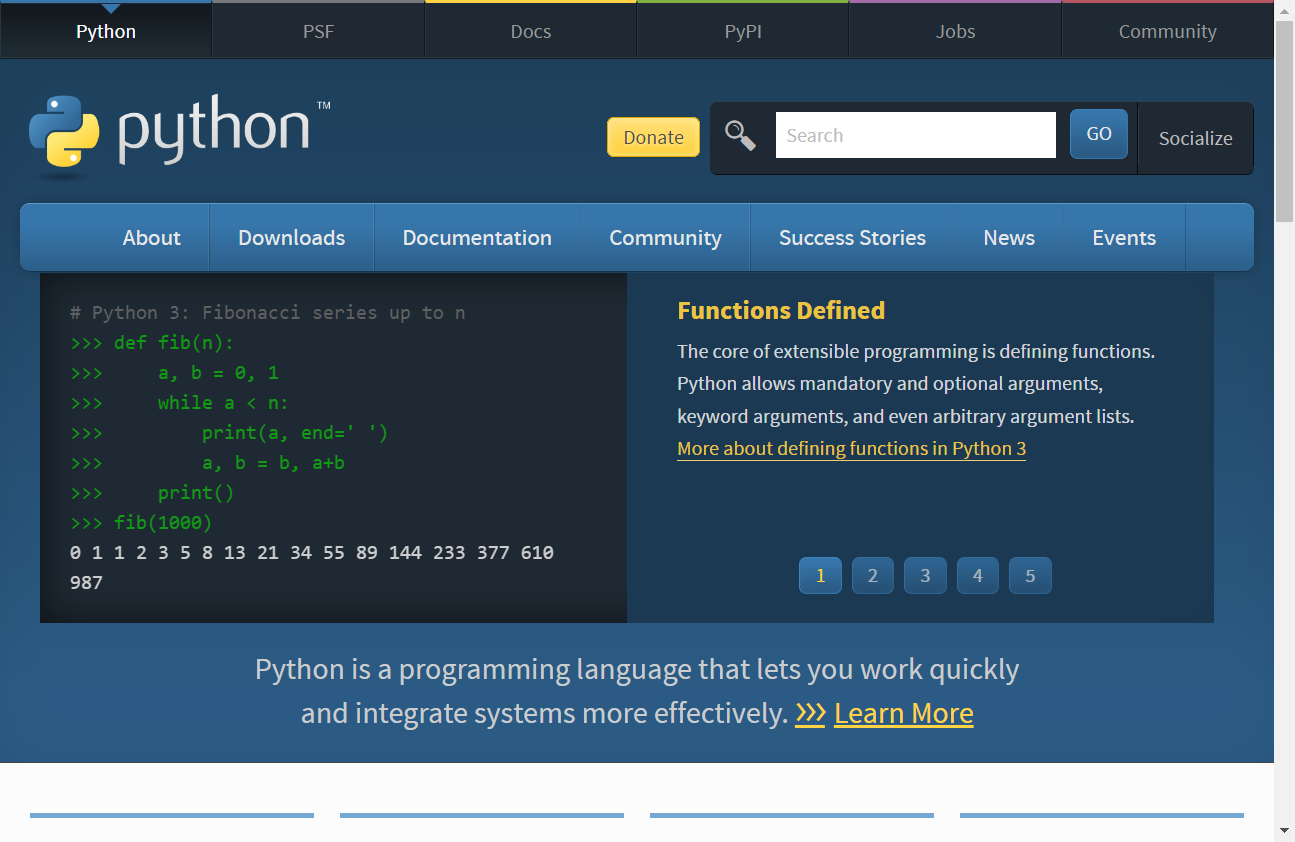 Python PSF Docs PyPI Jobs Community
python™
Donate Search GO Socialize
About Downloads Documentation Community Success Stories News Events
# Python 3: Fibonacci series up to n
>>> def fib(n):
>>>     a, b = 0, 1
>>>     while a < n:
>>>         print(a, end=' ')
>>>         a, b = b, a+b
>>>     print()
>>> fib(1000)
0 1 1 2 3 5 8 13 21 34 55 89 144 233 377 610
987
Functions Defined
The core of extensible programming is defining functions.
Python allows mandatory and optional arguments,
keyword arguments, and even arbitrary argument lists.
More about defining functions in Python 3
1 2 3 4 5
Python is a programming language that lets you work quickly
and integrate systems more effectively. >>> Learn More